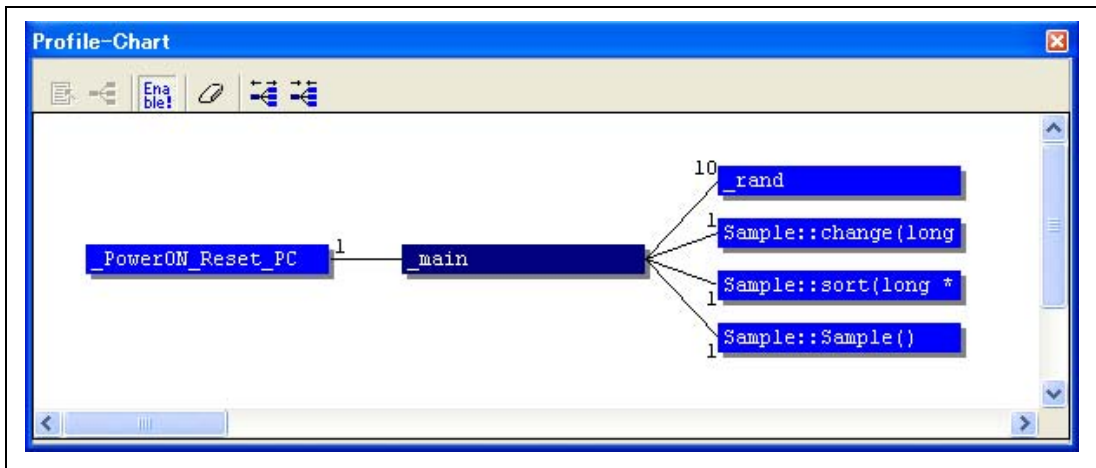 Profile-Chart
Ena
ble!
10
_rand
1
Sample::change(long
_PowerON_Reset_PC
1
_main
Sample::sort(long *
1
Sample::Sample()
1